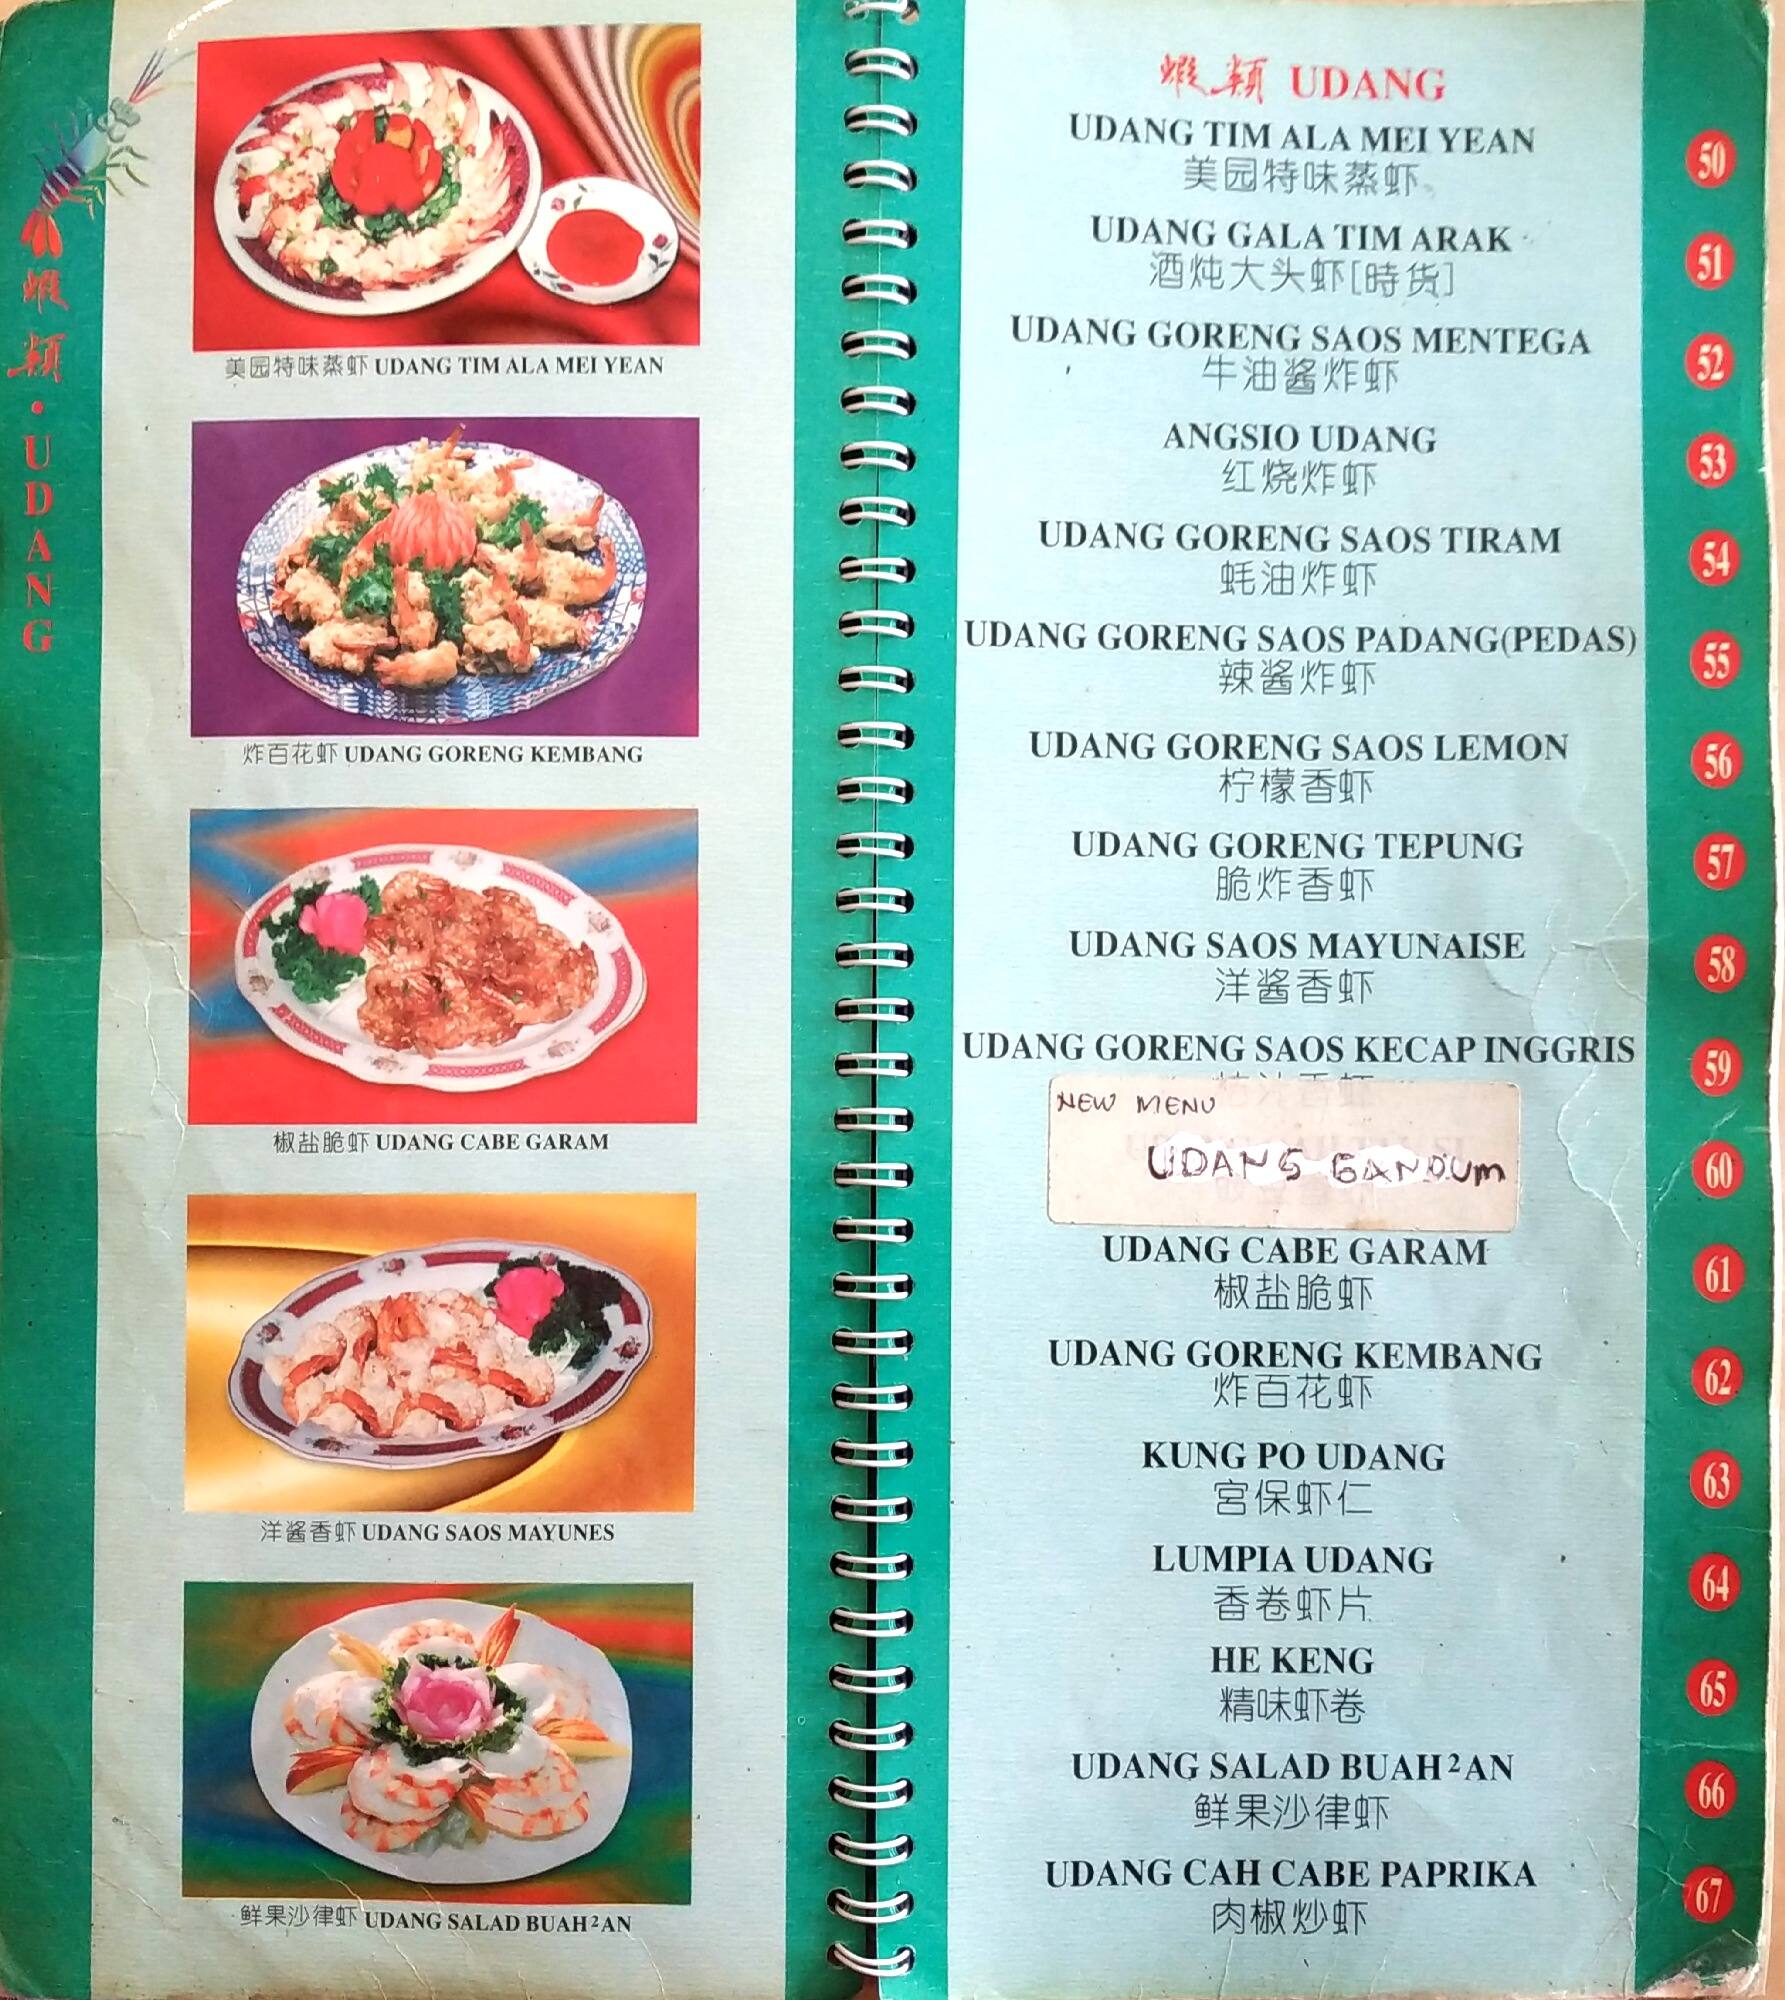 蝦類・UDANG
美园特味蒸虾 UDANG TIM ALA MEI YEAN
炸百花虾 UDANG GORENG KEMBANG
椒盐脆虾 UDANG CABE GARAM
洋酱香虾 UDANG SAOS MAYUNES
鲜果沙律虾 UDANG SALAD BUAH²AN
蝦類 UDANG
UDANG TIM ALA MEI YEAN 50
美园特味蒸虾
UDANG GALA TIM ARAK 51
酒炖大头虾[時货]
UDANG GORENG SAOS MENTEGA 52
牛油酱炸虾
ANGSIO UDANG 53
红烧炸虾
UDANG GORENG SAOS TIRAM 54
蚝油炸虾
UDANG GORENG SAOS PADANG(PEDAS) 55
辣酱炸虾
UDANG GORENG SAOS LEMON 56
柠檬香虾
UDANG GORENG TEPUNG 57
脆炸香虾
UDANG SAOS MAYUNAISE 58
洋酱香虾
UDANG GORENG SAOS KECAP INGGRIS 59
NEW MENU
UDANG GANDUM 60
UDANG CABE GARAM 61
椒盐脆虾
UDANG GORENG KEMBANG 62
炸百花虾
KUNG PO UDANG 63
宫保虾仁
LUMPIA UDANG 64
香卷虾片
HE KENG 65
精味虾卷
UDANG SALAD BUAH²AN 66
鲜果沙律虾
UDANG CAH CABE PAPRIKA 67
肉椒炒虾